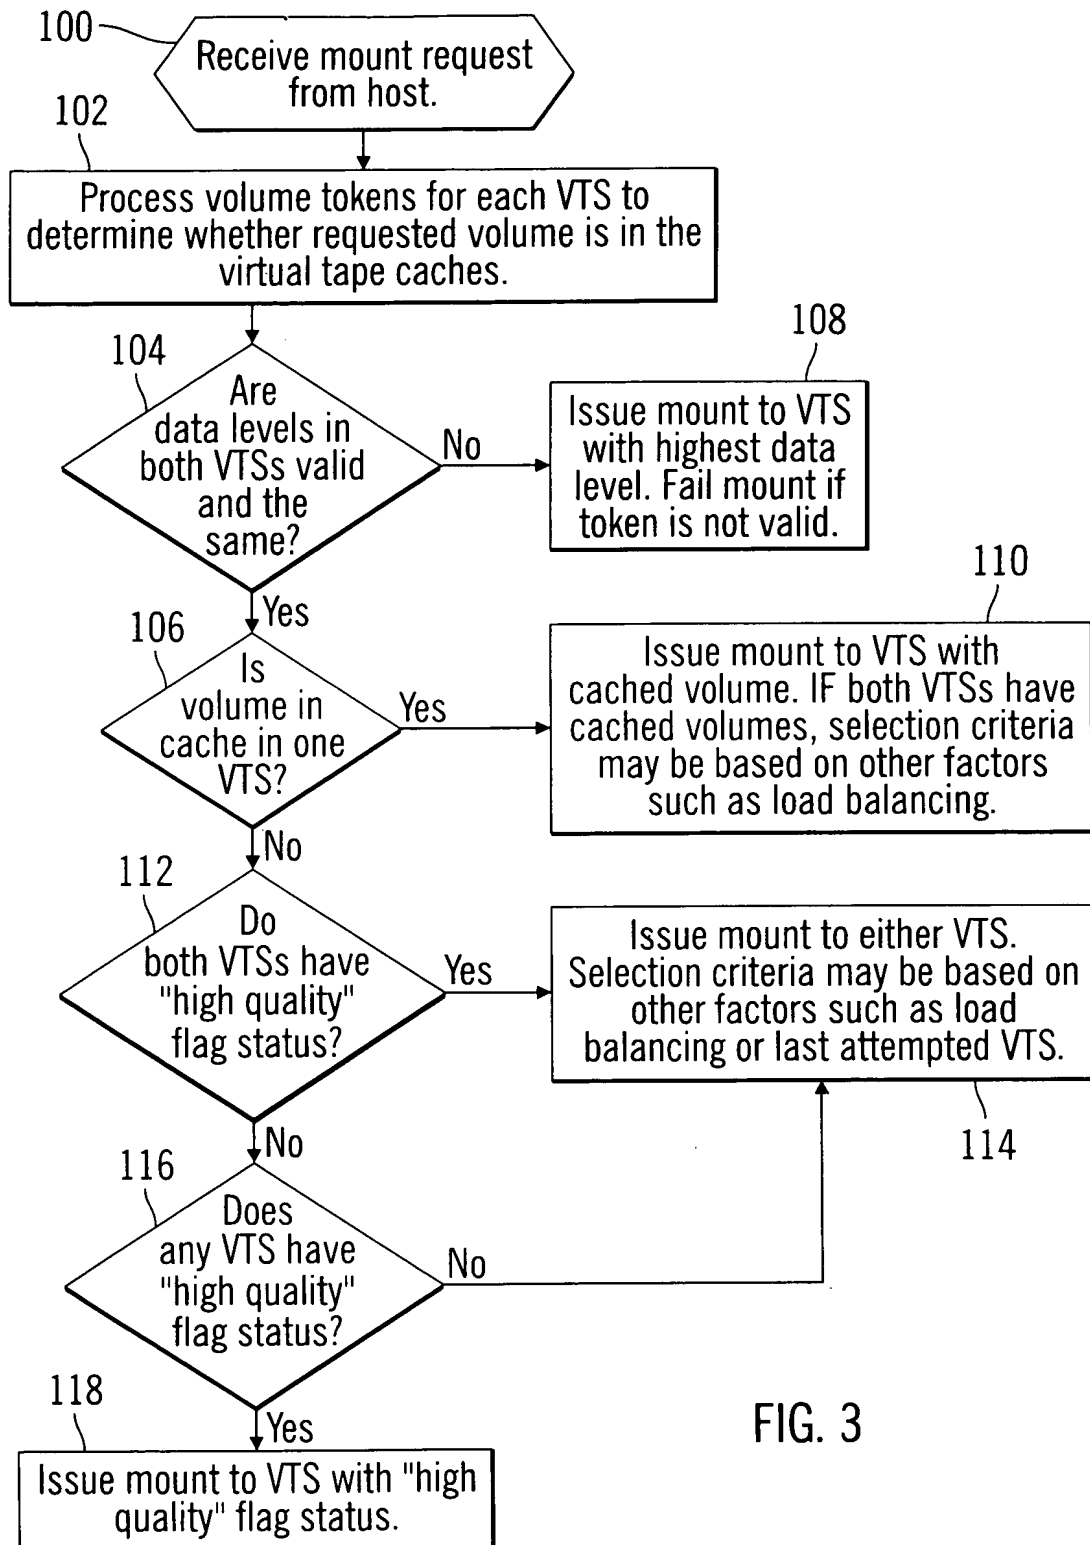 100
Receive mount request
from host.
102
Process volume tokens for each VTS to
determine whether requested volume is in the
virtual tape caches.
104
Are
data levels in
both VTSs valid
and the
same?
No
108
Issue mount to VTS
with highest data
level. Fail mount if
token is not valid.
Yes
106
Is
volume in
cache in one
VTS?
Yes
110
Issue mount to VTS with
cached volume. IF both VTSs have
cached volumes, selection criteria
may be based on other factors
such as load balancing.
No
112
Do
both VTSs have
"high quality"
flag status?
Yes
Issue mount to either VTS.
Selection criteria may be based on
other factors such as load
balancing or last attempted VTS.
114
No
116
Does
any VTS have
"high quality"
flag status?
No
Yes
118
Issue mount to VTS with "high
quality" flag status.
FIG. 3